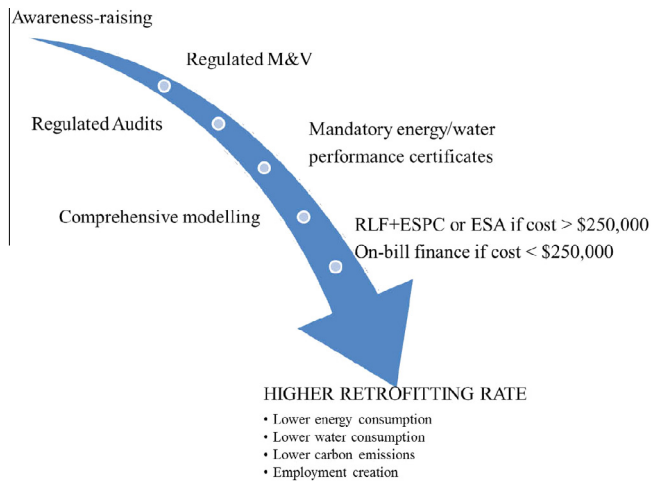 Awareness-raising
Regulated M&V
Regulated Audits
Mandatory energy/water
performance certificates
Comprehensive modelling
RLF+ESPC or ESA if cost > $250,000
On-bill finance if cost < $250,000
HIGHER RETROFITTING RATE
• Lower energy consumption
• Lower water consumption
• Lower carbon emissions
• Employment creation